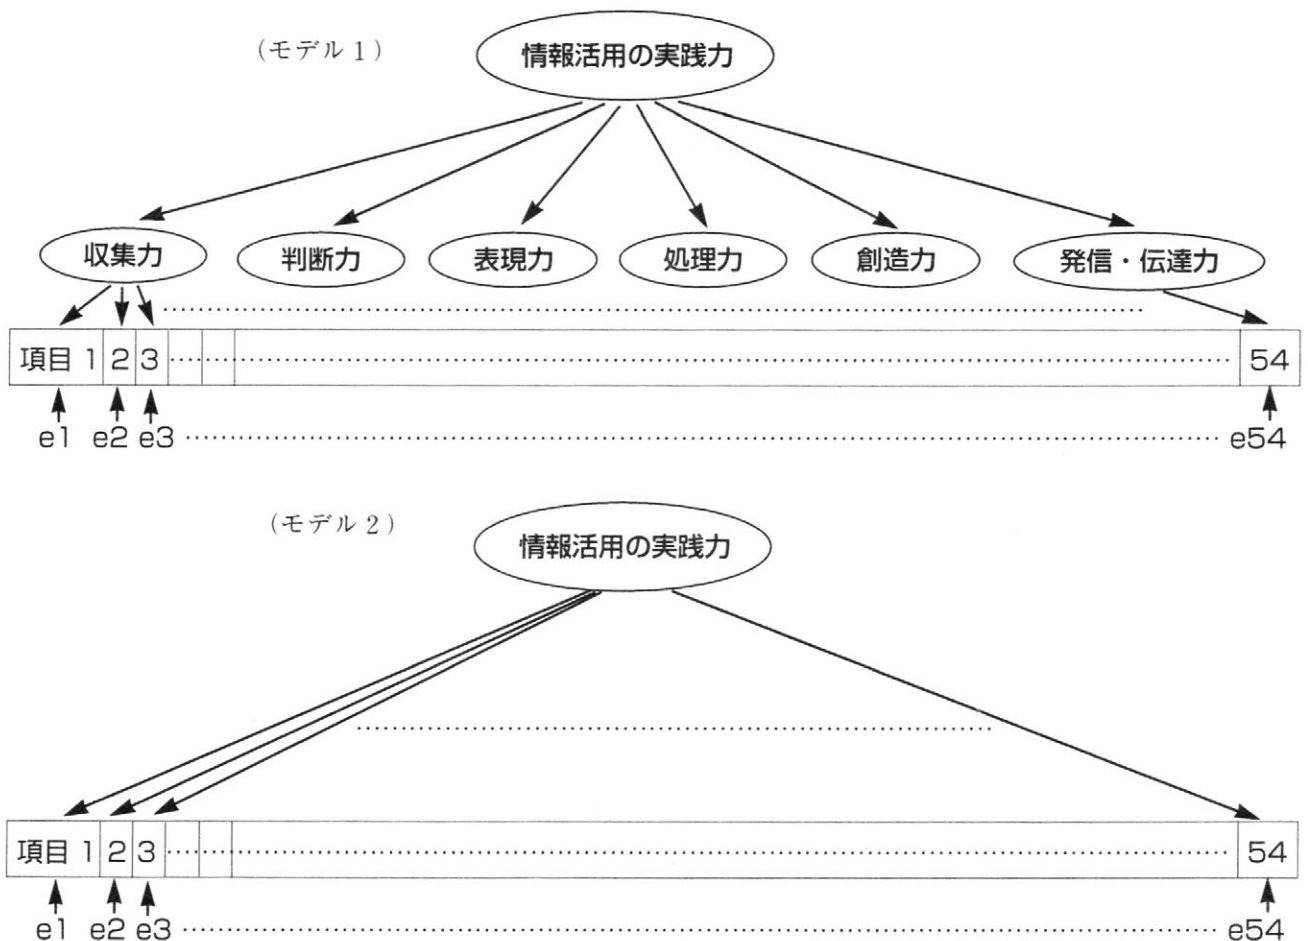 (モデル1)
情報活用の実践力
収集力 判断力 表現力 処理力 創造力 発信・伝達力
項目 1 2 3 54
e1 e2 e3 e54
(モデル2)
情報活用の実践力
項目 1 2 3 54
e1 e2 e3 e54